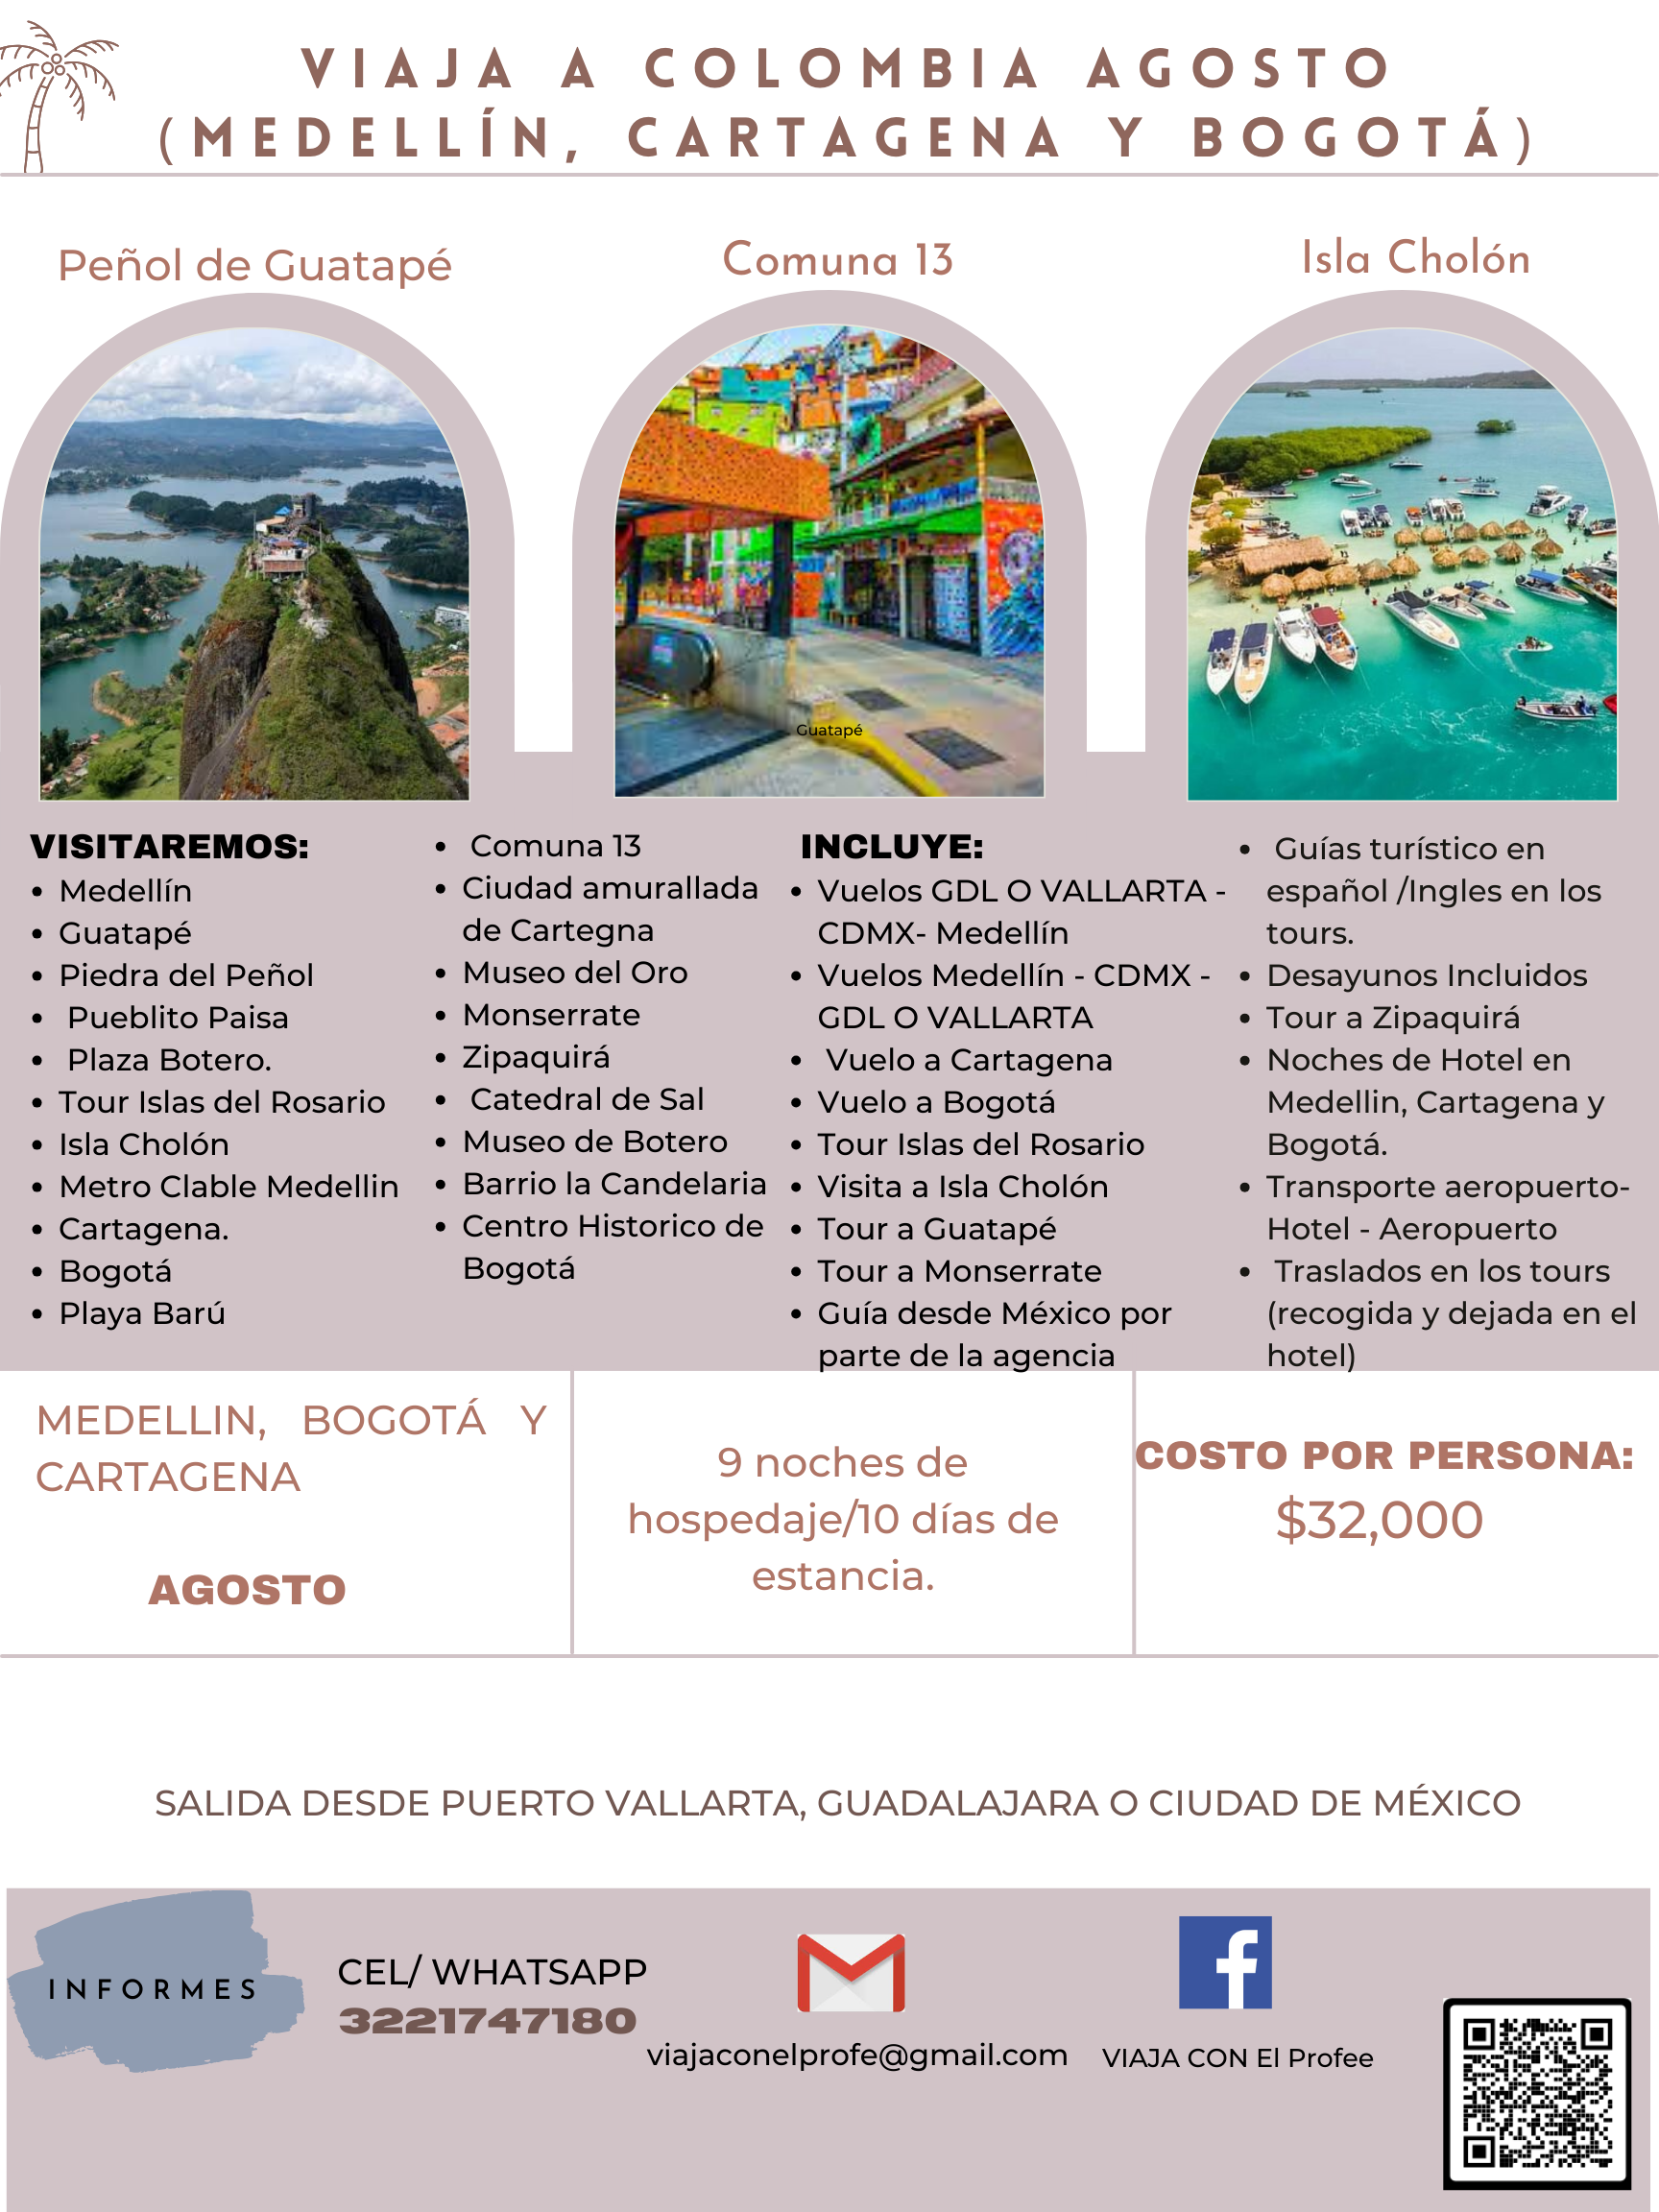 VIAJA A COLOMBIA AGOSTO
(MEDELLÍN, CARTAGENA Y BOGOTÁ)
Peñol de Guatapé
Comuna 13
Isla Cholón
Guatapé
VISITAREMOS:
• Medellín
• Guatapé
• Piedra del Peñol
• Pueblito Paisa
• Plaza Botero.
• Tour Islas del Rosario
• Isla Cholón
• Metro Clable Medellin
• Cartagena.
• Bogotá
• Playa Barú
• Comuna 13
• Ciudad amurallada
de Cartegna
• Museo del Oro
• Monserrate
• Zipaquirá
• Catedral de Sal
• Museo de Botero
• Barrio la Candelaria
• Centro Historico de
Bogotá
INCLUYE:
• Vuelos GDL O VALLARTA -
CDMX- Medellín
• Vuelos Medellín - CDMX -
GDL O VALLARTA
• Vuelo a Cartagena
• Vuelo a Bogotá
• Tour Islas del Rosario
• Visita a Isla Cholón
• Tour a Guatapé
• Tour a Monserrate
• Guía desde México por
parte de la agencia
• Guías turístico en
español /Ingles en los
tours.
• Desayunos Incluidos
• Tour a Zipaquirá
• Noches de Hotel en
Medellin, Cartagena y
Bogotá.
• Transporte aeropuerto-
Hotel - Aeropuerto
• Traslados en los tours
(recogida y dejada en el
hotel)
MEDELLIN, BOGOTÁ Y
CARTAGENA
AGOSTO
9 noches de
hospedaje/10 días de
estancia.
COSTO POR PERSONA:
$32,000
SALIDA DESDE PUERTO VALLARTA, GUADALAJARA O CIUDAD DE MÉXICO
INFORMES
CEL/ WHATSAPP
3221747180
viajaconelprofe@gmail.com
VIAJA CON El Profee